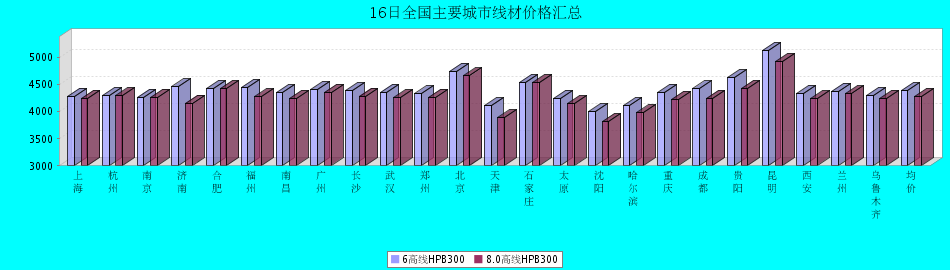 16日全国主要城市线材价格汇总
5000
4500
4000
3500
3000
上海
杭州
南京
济南
合肥
福州
南昌
广州
长沙
武汉
郑州
北京
天津
石家庄
太原
沈阳
哈尔滨
重庆
成都
贵阳
昆明
西安
兰州
乌鲁木齐
均价
6高线HPB300
8.0高线HPB300